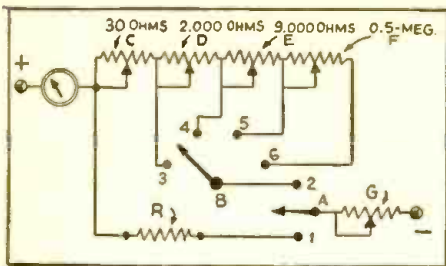 30 OHMS 2.000 OHMS 9.000 OHMS 0.5-MEG.
C D E F
+
4 5
3 6
B 2
A G
R 1
−